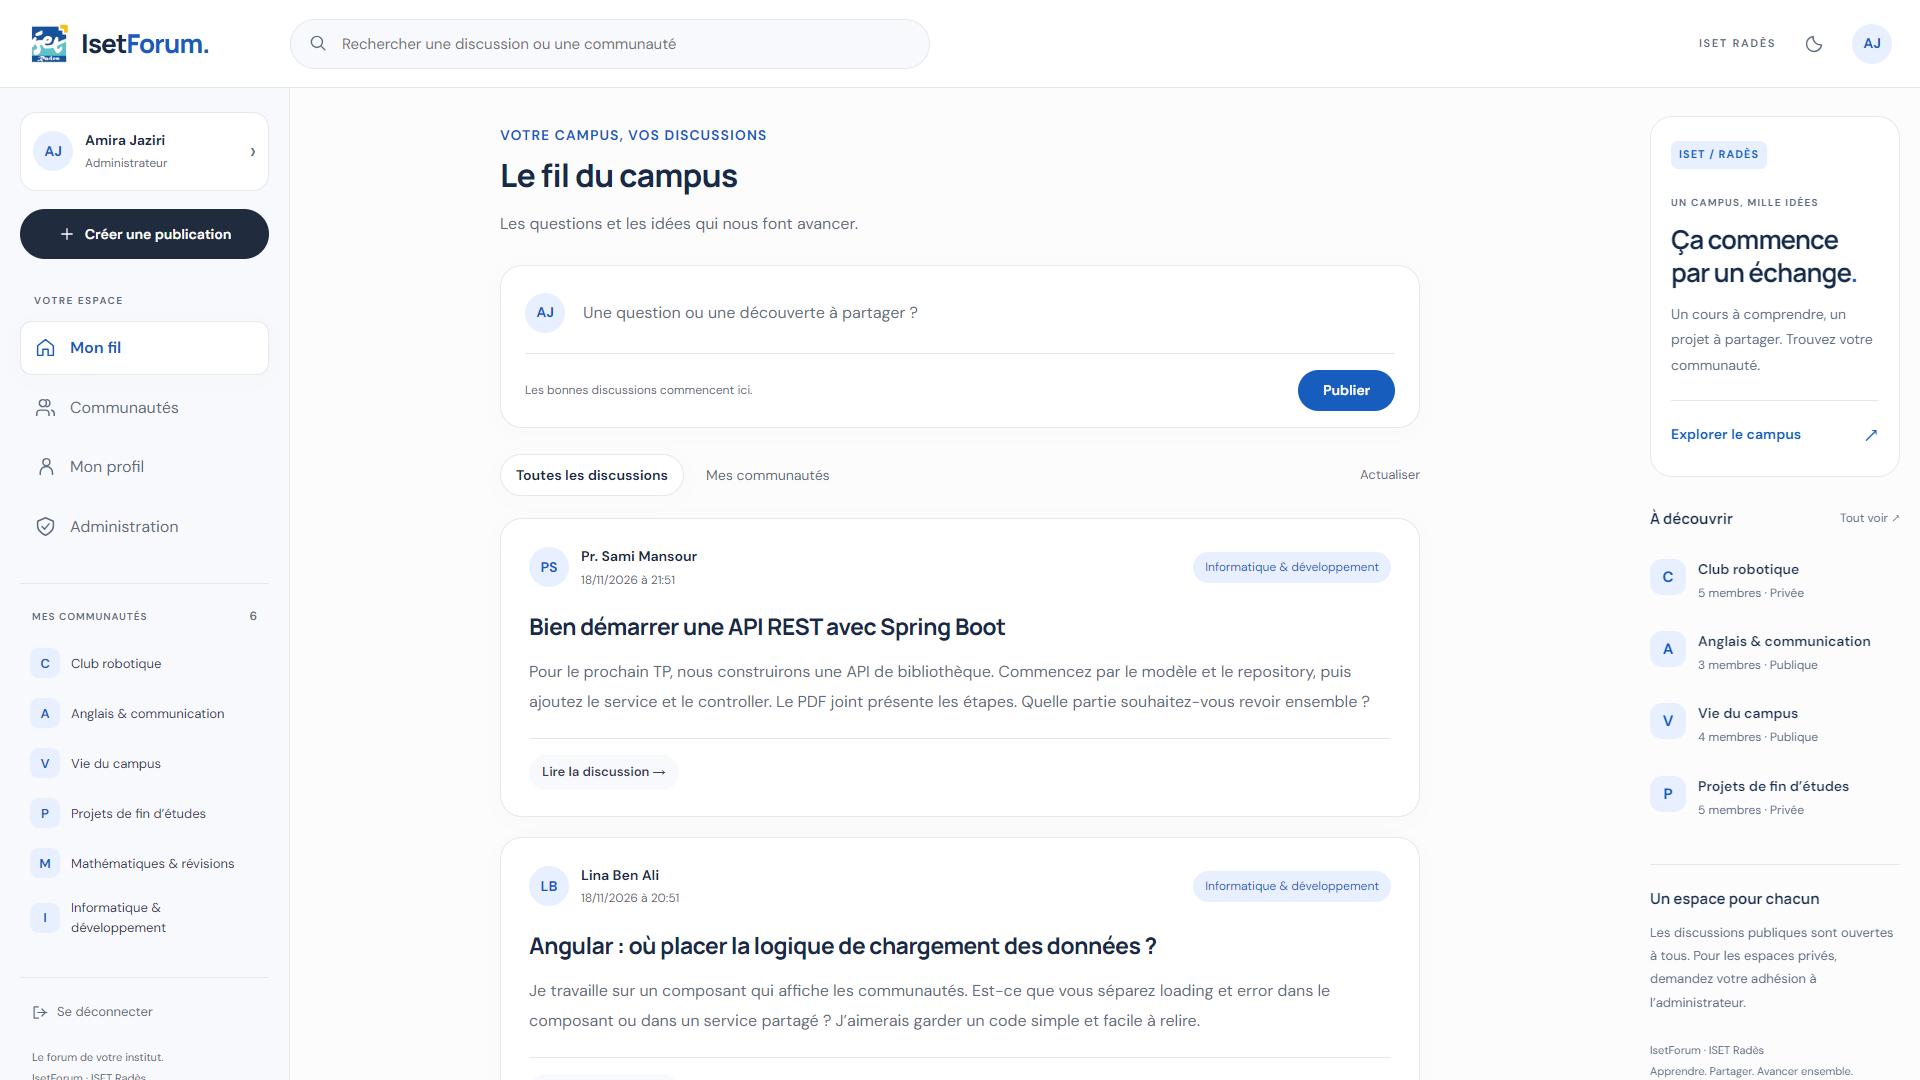 iset
Rades
IsetForum.
Rechercher une discussion ou une communauté
ISET RADÈS
AJ
AJ
Amira Jaziri
Administrateur
›
+ Créer une publication
VOTRE ESPACE
Mon fil
Communautés
Mon profil
Administration
MES COMMUNAUTÉS 6
C Club robotique
A Anglais & communication
V Vie du campus
P Projets de fin d’études
M Mathématiques & révisions
I Informatique &
développement
Se déconnecter
Le forum de votre institut.
IsetForum · ISET Radès
VOTRE CAMPUS, VOS DISCUSSIONS
Le fil du campus
Les questions et les idées qui nous font avancer.
AJ Une question ou une découverte à partager ?
Les bonnes discussions commencent ici.
Publier
Toutes les discussions
Mes communautés
Actualiser
PS
Pr. Sami Mansour
18/11/2026 à 21:51
Informatique & développement
Bien démarrer une API REST avec Spring Boot
Pour le prochain TP, nous construirons une API de bibliothèque. Commencez par le modèle et le repository, puis
ajoutez le service et le controller. Le PDF joint présente les étapes. Quelle partie souhaitez-vous revoir ensemble ?
Lire la discussion →
LB
Lina Ben Ali
18/11/2026 à 20:51
Informatique & développement
Angular : où placer la logique de chargement des données ?
Je travaille sur un composant qui affiche les communautés. Est-ce que vous séparez loading et error dans le
composant ou dans un service partagé ? J’aimerais garder un code simple et facile à relire.
ISET / RADÈS
UN CAMPUS, MILLE IDÉES
Ça commence
par un échange.
Un cours à comprendre, un
projet à partager. Trouvez votre
communauté.
Explorer le campus ↗
À découvrir
Tout voir ↗
C
Club robotique
5 membres · Privée
A
Anglais & communication
3 membres · Publique
V
Vie du campus
4 membres · Publique
P
Projets de fin d’études
5 membres · Privée
Un espace pour chacun
Les discussions publiques sont ouvertes
à tous. Pour les espaces privés,
demandez votre adhésion à
l’administrateur.
IsetForum · ISET Radès
Apprendre. Partager. Avancer ensemble.